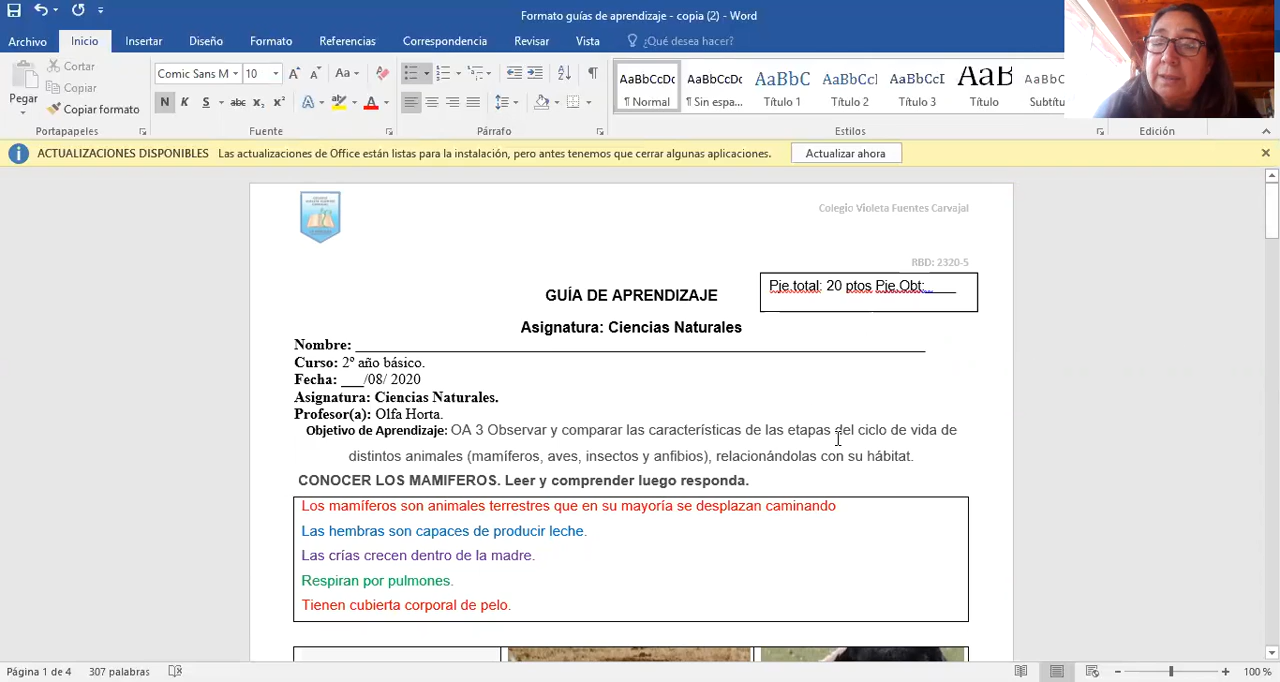 Formato guías de aprendizaje - copia (2) - Word
Archivo Inicio Insertar Diseño Formato Referencias Correspondencia Revisar Vista ¿Qué desea hacer?
Cortar
Copiar
Pegar
Copiar formato
Comic Sans M 10
Aa
N K S abc x₂ x²
AaBbCcDc AaBbCcDc AaBbC AaBbCcl AaBbCcI AaB AaBbCc
¶ Normal ¶ Sin espa... Título 1 Título 2 Título 3 Título Subtítu
Portapapeles Fuente Párrafo Estilos Edición
ACTUALIZACIONES DISPONIBLES Las actualizaciones de Office están listas para la instalación, pero antes tenemos que cerrar algunas aplicaciones. Actualizar ahora
Colegio Violeta Fuentes Carvajal
RBD: 2320-5
Pje.total: 20 ptos Pje.Obt:____
GUÍA DE APRENDIZAJE
Asignatura: Ciencias Naturales
Nombre: ____________________
Curso: 2º año básico.
Fecha: ___/08/ 2020
Asignatura: Ciencias Naturales.
Profesor(a): Olfa Horta.
Objetivo de Aprendizaje: OA 3 Observar y comparar las características de las etapas del ciclo de vida de
distintos animales (mamíferos, aves, insectos y anfibios), relacionándolas con su hábitat.
CONOCER LOS MAMIFEROS. Leer y comprender luego responda.
Los mamíferos son animales terrestres que en su mayoría se desplazan caminando
Las hembras son capaces de producir leche.
Las crías crecen dentro de la madre.
Respiran por pulmones.
Tienen cubierta corporal de pelo.
Página 1 de 4 307 palabras 100 %